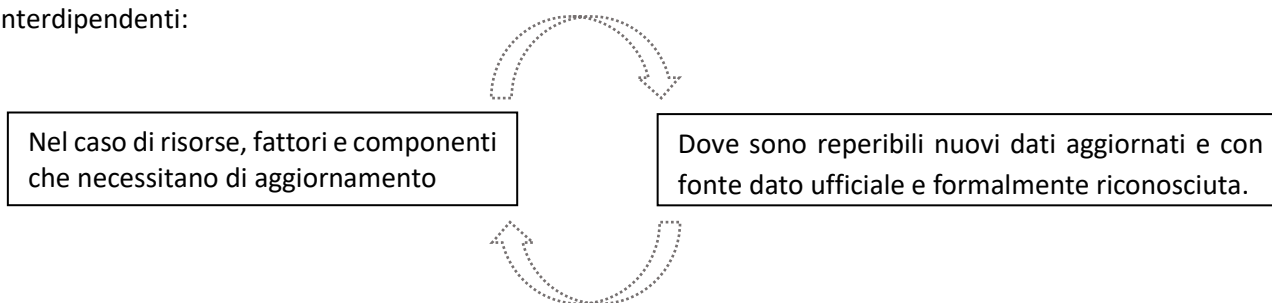 nterdipendenti:
Nel caso di risorse, fattori e componenti
che necessitano di aggiornamento
Dove sono reperibili nuovi dati aggiornati e con
fonte dato ufficiale e formalmente riconosciuta.